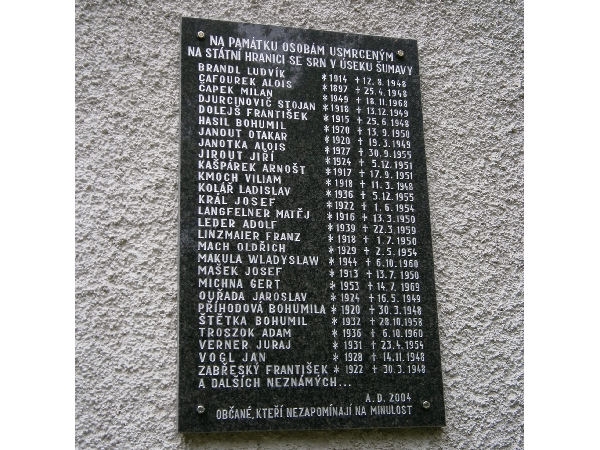 NA PAMÁTKU OSOBÁM USMRCENÝM
NA STÁTNÍ HRANICI SE SRN V ÚSEKU ŠUMAVY
BRANDL LUDVÍK * 1914 + 12. 8. 1948
CAFOUREK ALOIS * 1897 + 25. 4. 1948
ČAPEK MILAN * 1949 + 18. 11. 1968
DJURCINOVIČ STOJAN * 1918 + 13. 12. 1949
DOLEJŠ FRANTIŠEK * 1915 + 25. 6. 1948
HASIL BOHUMIL * 1920 + 13. 9. 1950
JANOUT OTAKAR * 1920 + 19. 3. 1949
JANOTKA ALOIS * 1927 + 30. 9. 1955
JIROUT JIŘÍ * 1924 + 5. 12. 1951
KAŠPÁREK ARNOŠT * 1917 + 17. 9. 1951
KMOCH VILIAM * 1918 + 11. 3. 1948
KOLÁŘ LADISLAV * 1936 + 5. 12. 1955
KRÁL JOSEF * 1922 + 1. 6. 1954
LANGFELNER MATĚJ * 1916 + 13. 3. 1950
LEDER ADOLF * 1939 + 22. 3. 1959
LINZMAIER FRANZ * 1918 + 1. 7. 1950
MACH OLDŘICH * 1929 + 2. 5. 1954
MAKULA WLADYSLAW * 1944 + 6. 10. 1960
MAŠEK JOSEF * 1913 + 13. 7. 1950
MICHNA GERT * 1953 + 14. 7. 1969
OUŘADA JAROSLAV * 1924 + 16. 5. 1949
PŘÍHODOVÁ BOHUMILA * 1920 + 30. 3. 1948
ŠTĚTKA BOHUMIL * 1932 + 28. 10. 1958
TROSZOK ADAM * 1936 + 6. 10. 1960
VERNER JURAJ * 1931 + 23. 4. 1954
VOGL JAN * 1928 + 14. 11. 1948
ZABŘESKÝ FRANTIŠEK * 1922 + 30. 3. 1948
A DALŠÍCH NEZNÁMÝCH...
A. D. 2004
OBČANÉ, KTEŘÍ NEZAPOMÍNAJÍ NA MINULOST